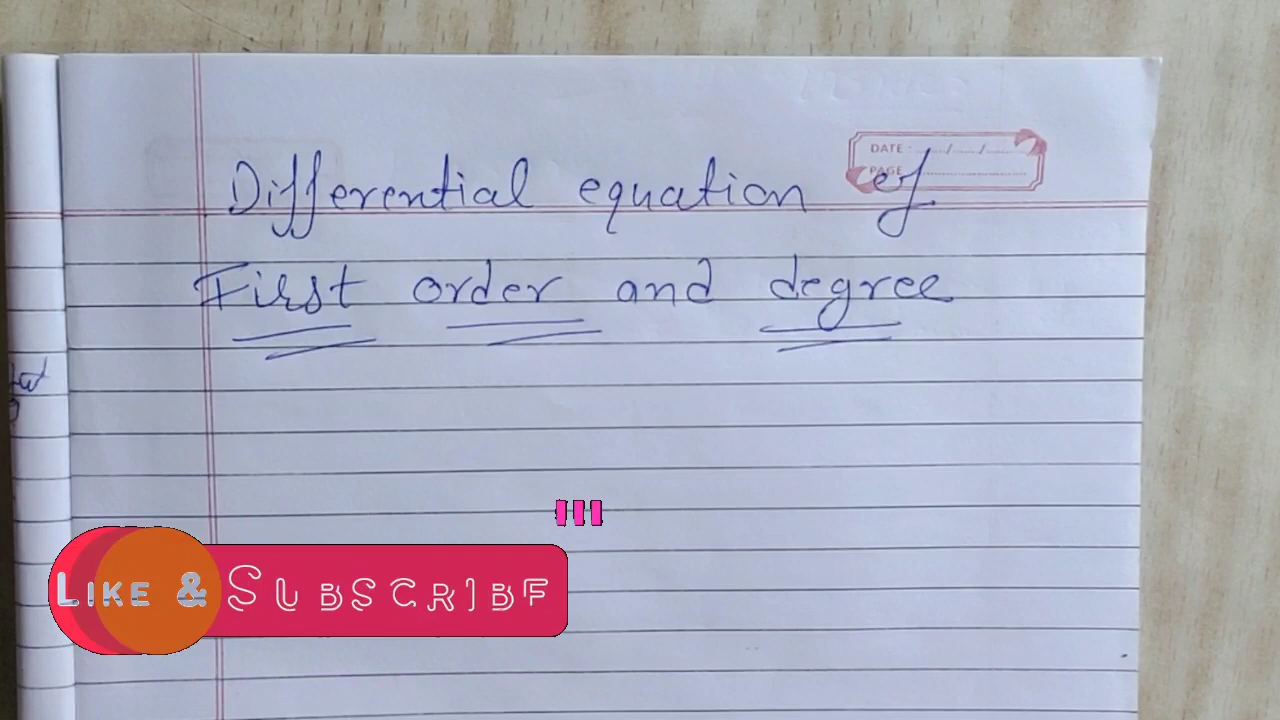 DATE : ....../....../......
PAGE ..........................
Differential equation of
First order and degree
LIKE & SUBSCRIBE